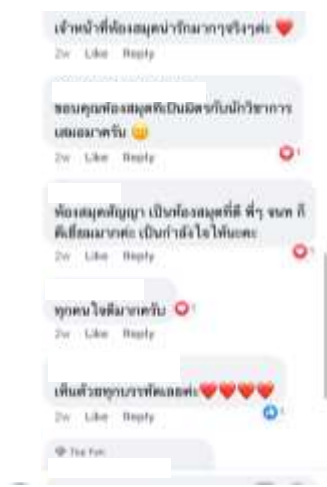 เจ้าหน้าที่ห้องสมุดน่ารักมากๆจริงๆค่ะ ❤️
2w Like Reply
ขอบคุณห้องสมุดที่เป็นมิตรกับนักวิชาการ
เสมอมาครับ 😊
2w Like Reply
ห้องสมุดสัญญา เป็นห้องสมุดที่ดี พี่ๆ จนท ก็
ดีเยี่ยมมากค่ะ เป็นกำลังใจให้นะคะ
2w Like Reply
ทุกคนใจดีมากครับ
2w Like Reply
เห็นด้วยทุกบรรทัดเลยค่ะ❤️❤️❤️❤️
2w Like Reply
Top Fan